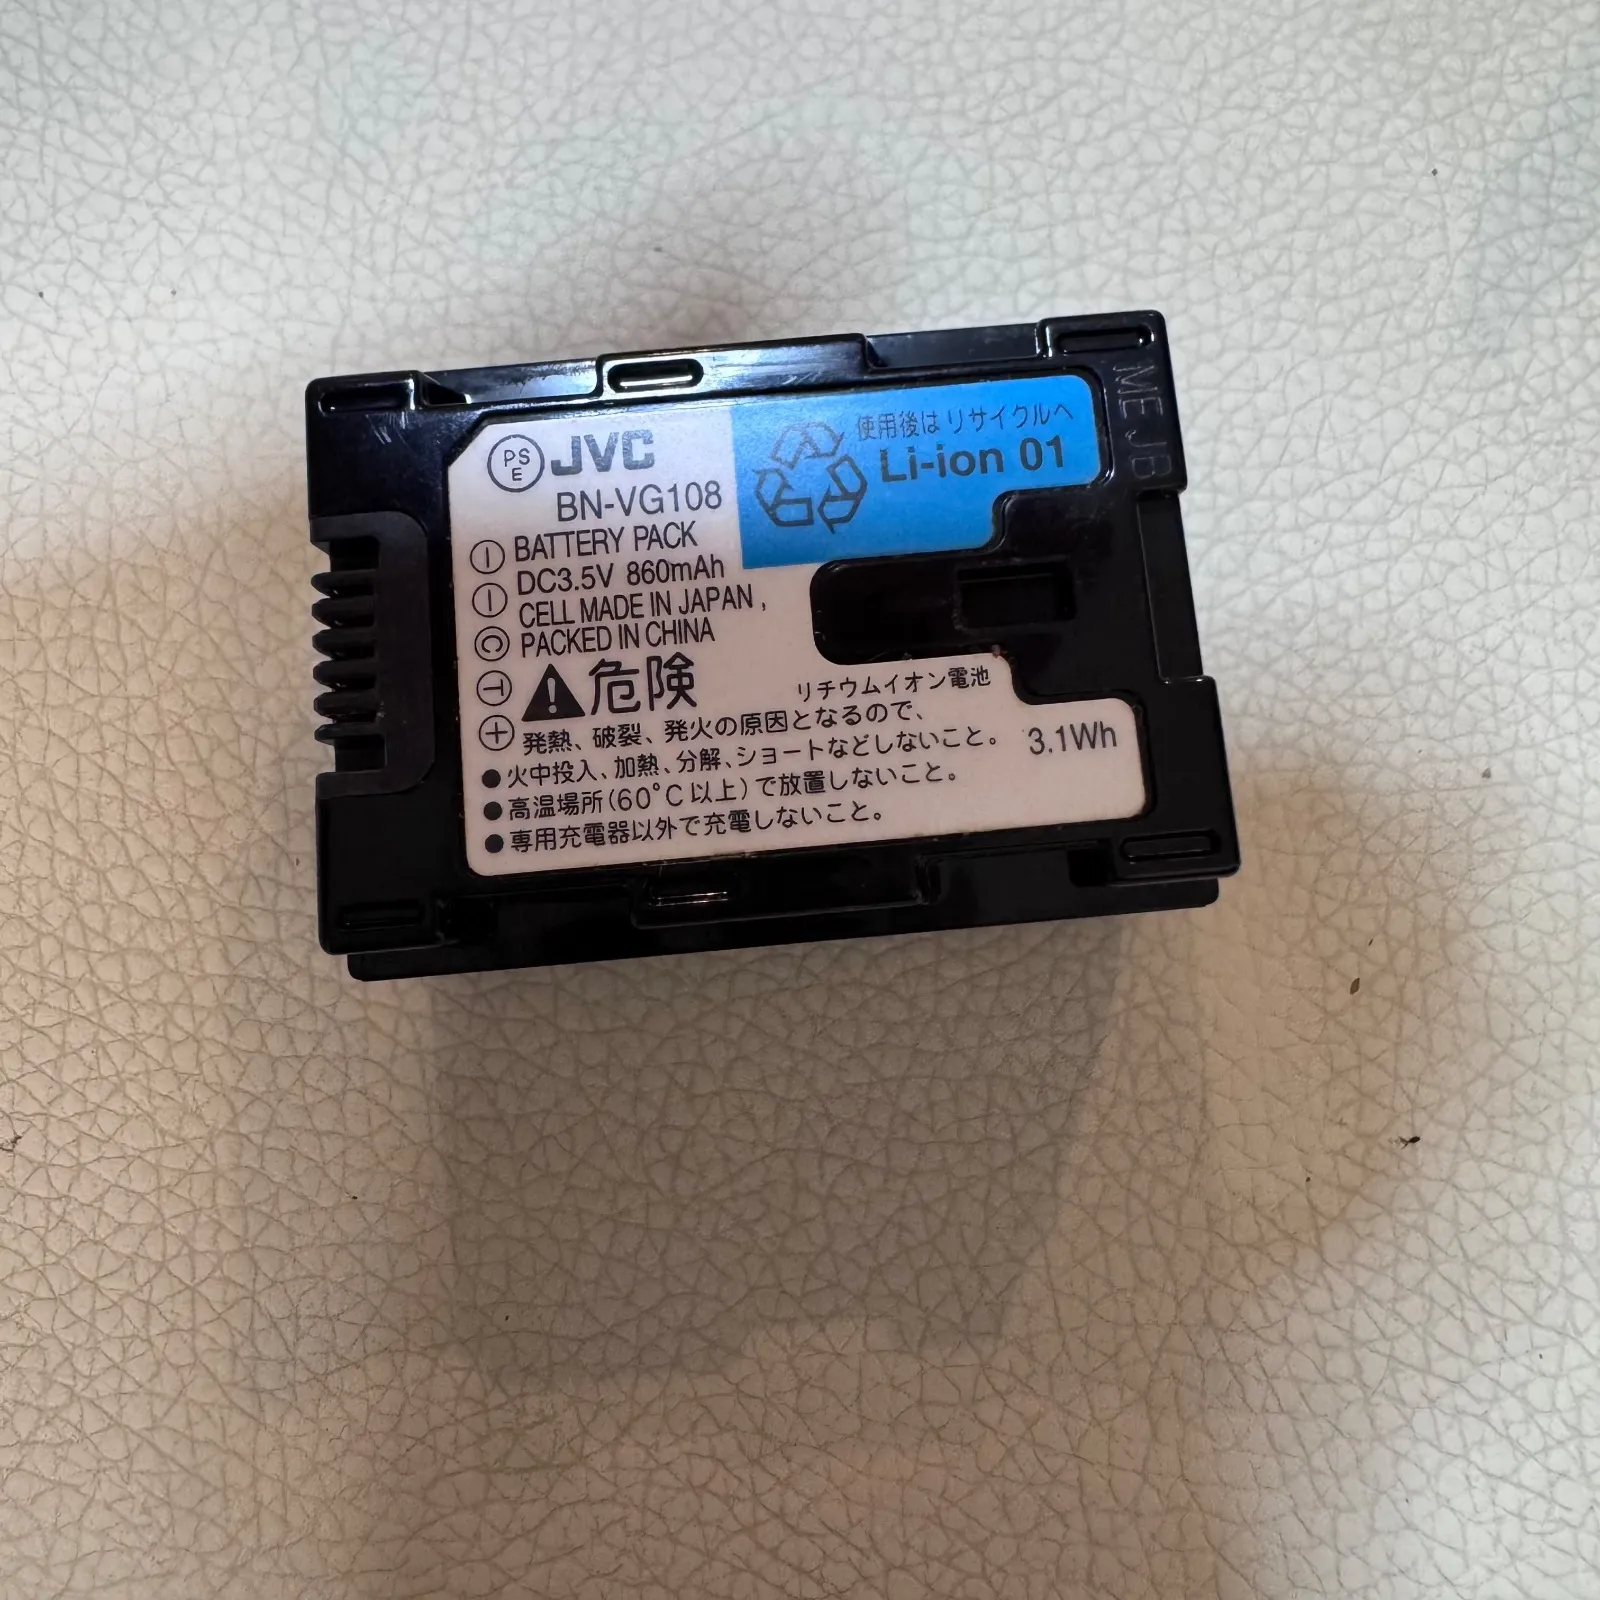 PSE
JVC
BN-VG108
BATTERY PACK
DC3.5V 860mAh
CELL MADE IN JAPAN,
PACKED IN CHINA
使用後はリサイクルへ
Li-ion 01
危険
リチウムイオン電池
3.1Wh
発熱、破裂、発火の原因となるので、
●火中投入、加熱、分解、ショートなどしないこと。
●高温場所(60°C以上)で放置しないこと。
●専用充電器以外で充電しないこと。
− − C T +
MEJB